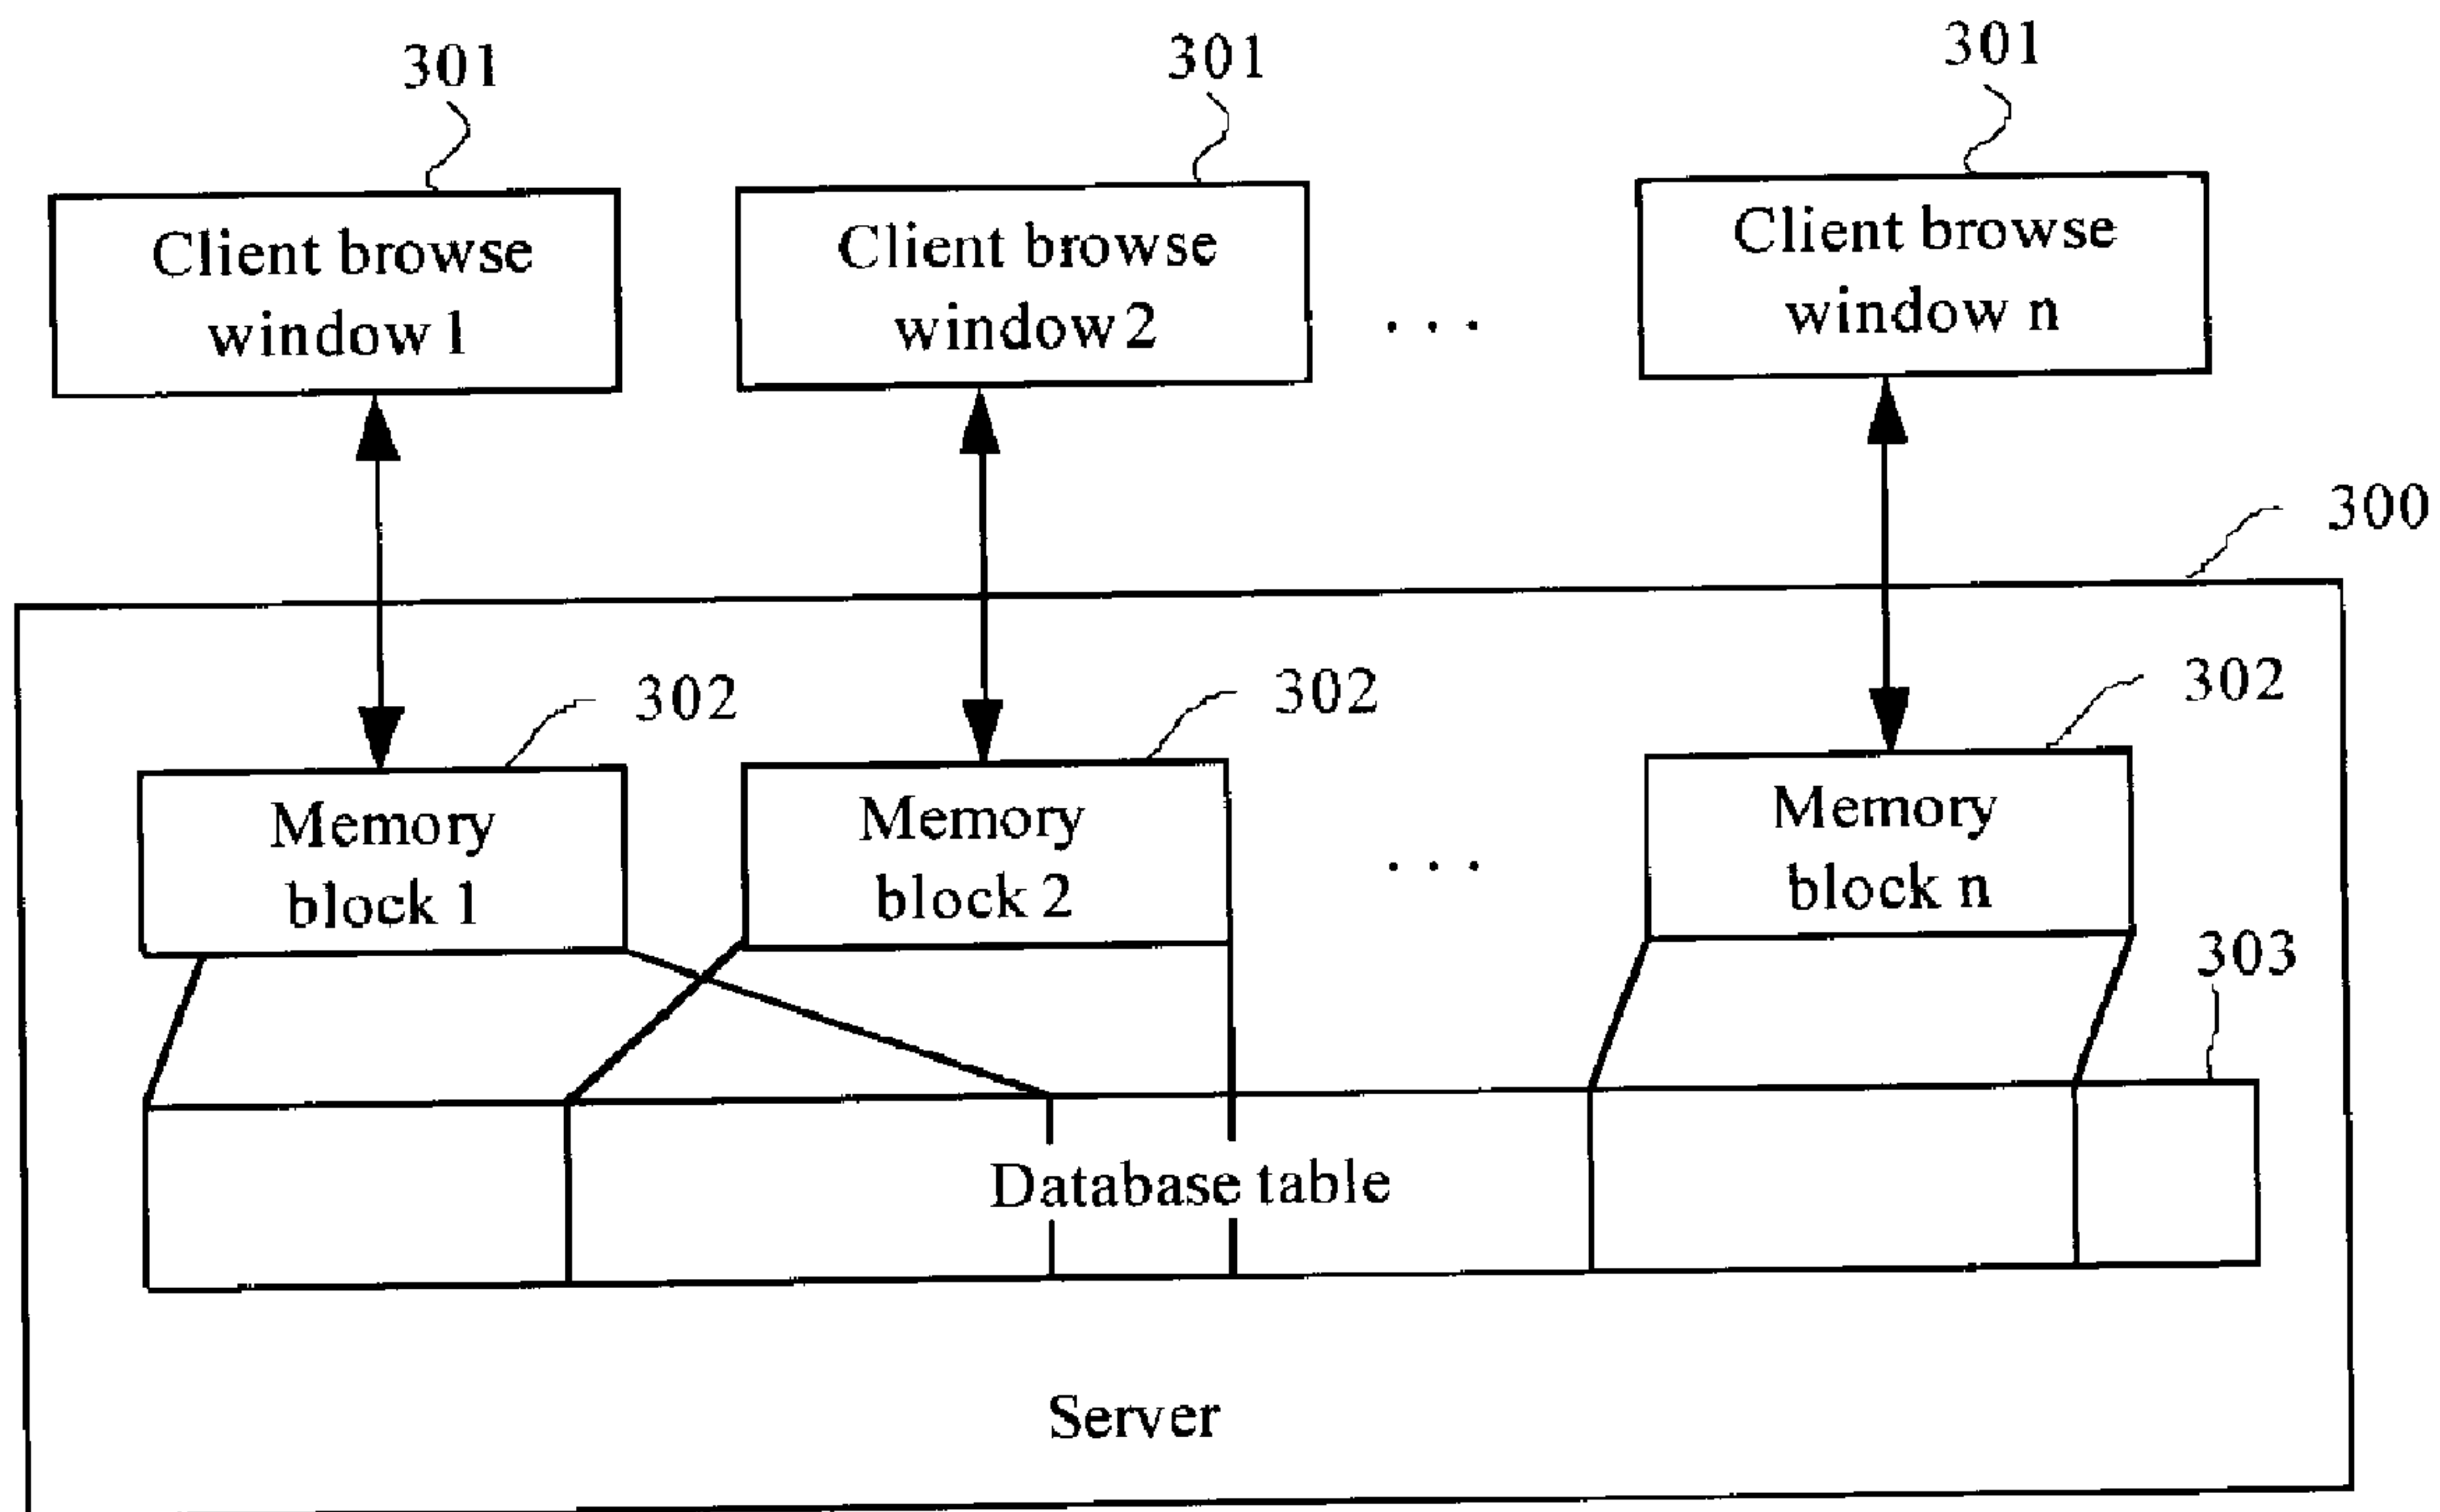 301
301
301
Client browse
window 1
Client browse
window 2
. . .
Client browse
window n
300
302
302
302
Memory
block 1
Memory
block 2
. . .
Memory
block n
303
Database table
Server